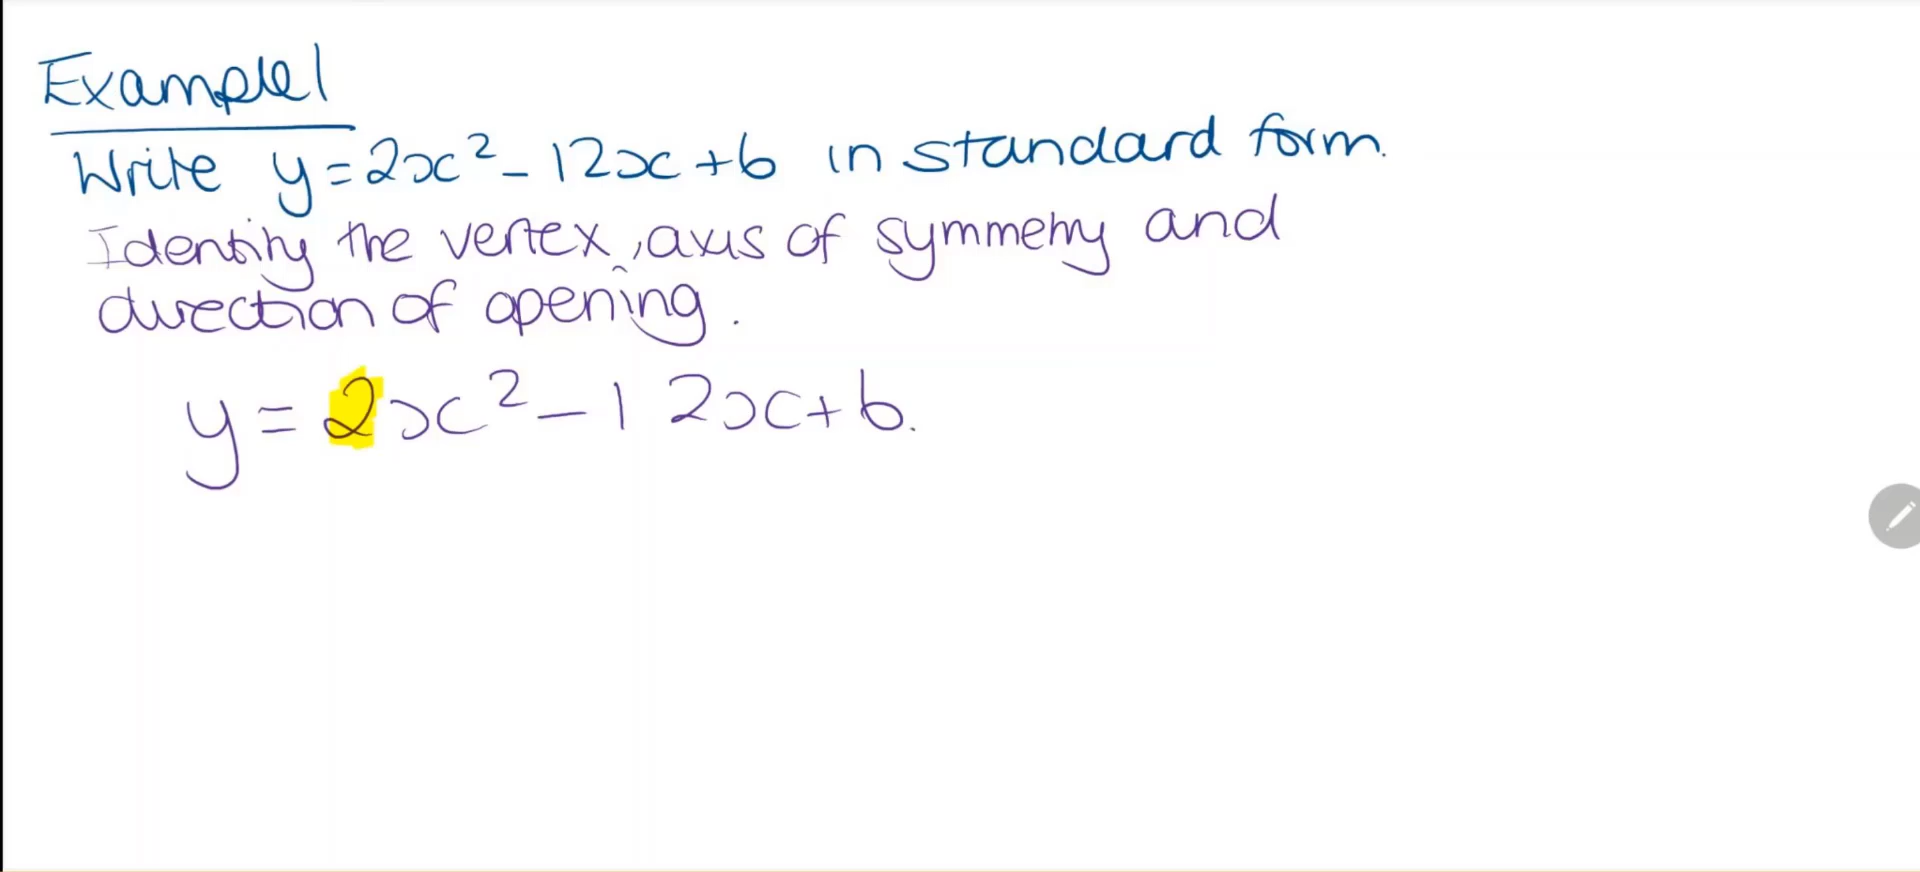 Example 1
Write y=2x²-12x+6 in standard form.
Identify the vertex, axis of symmetry and
direction of opening.
y=2x²-12x+6.